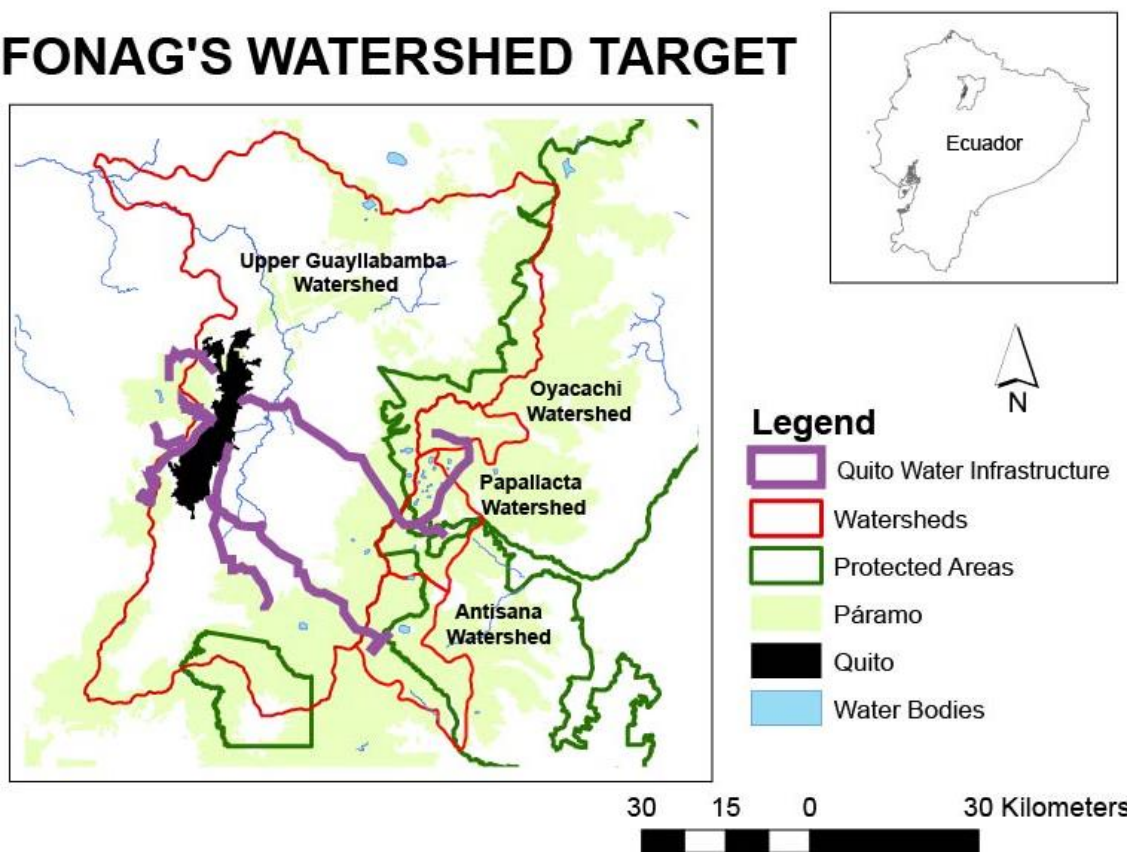 FONAG'S WATERSHED TARGET
Ecuador
Upper Guayllabamba
Watershed
Oyacachi
Watershed
Papallacta
Watershed
Antisana
Watershed
N
Legend
Quito Water Infrastructure
Watersheds
Protected Areas
Páramo
Quito
Water Bodies
30 15 0 30 Kilometers